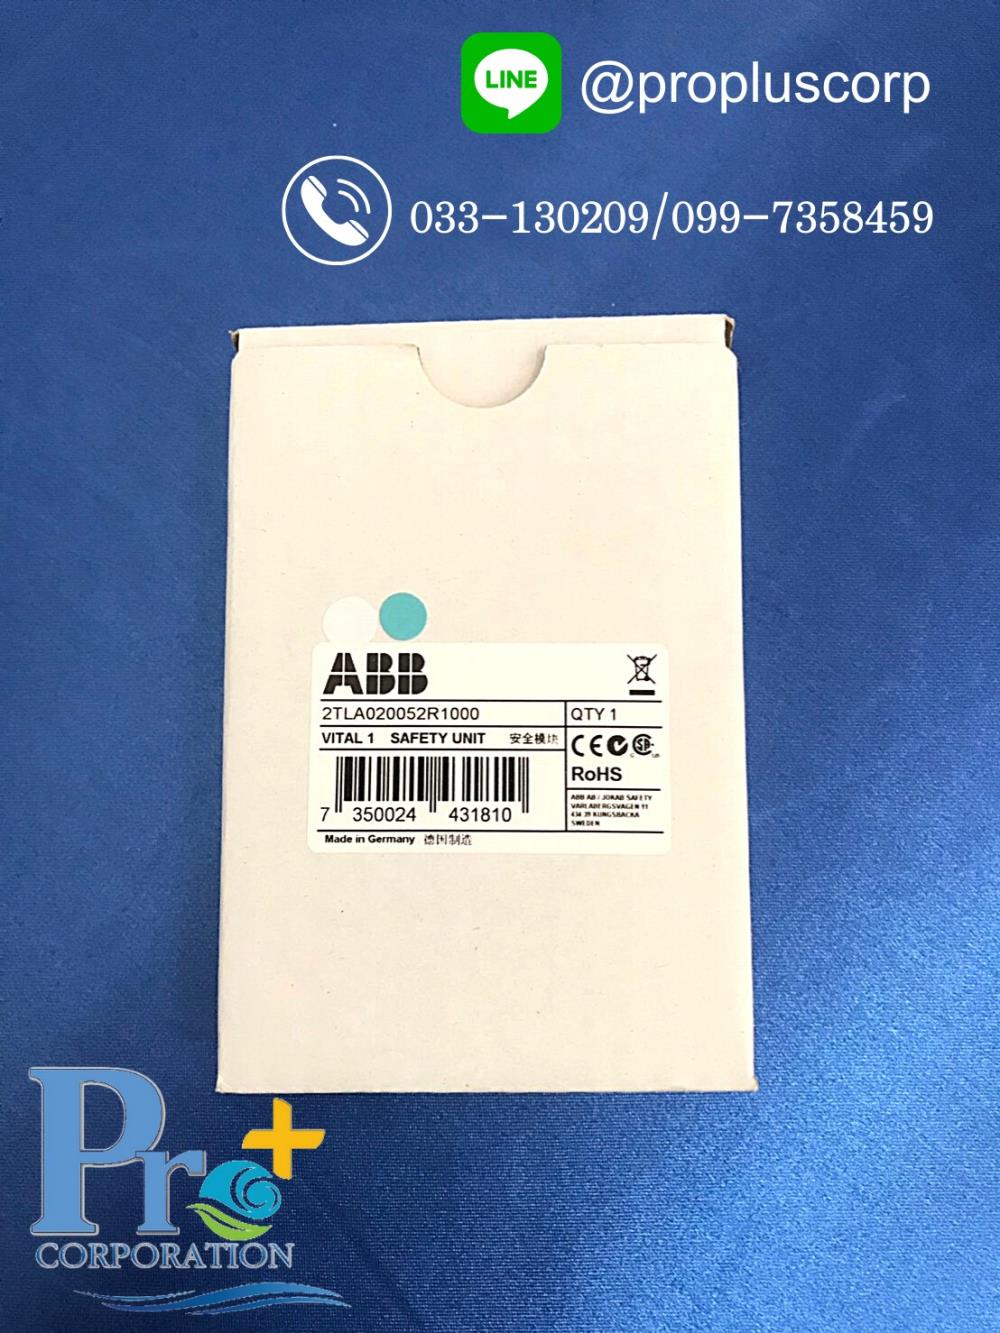 LINE @propluscorp
033-130209/099-7358459
ABB
2TLA020052R1000 QTY 1
VITAL 1 SAFETY UNIT 安全模块
RoHS
ABB AB / JOKAB SAFETY
VARLABERGSVAGEN 11
434 39 KUNGSBACKA
SWEDEN
7 350024 431810
Made in Germany 德国制造
Pro+
CORPORATION